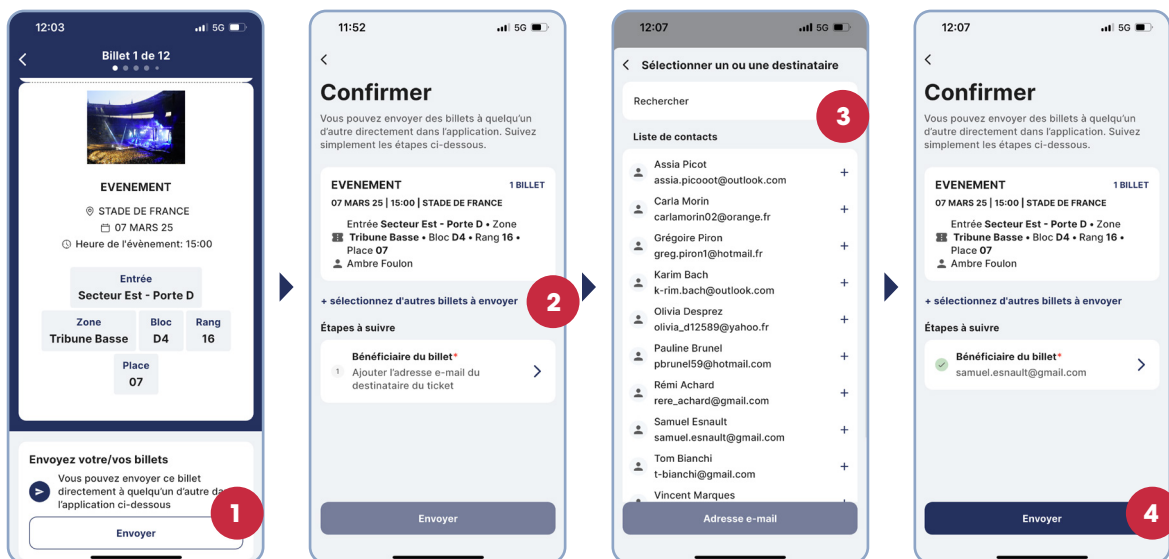 12:03
5G
Billet 1 de 12
EVENEMENT
STADE DE FRANCE
07 MARS 25
Heure de l'évènement: 15:00
Entrée
Secteur Est - Porte D
Zone
Tribune Basse
Bloc
D4
Rang
16
Place
07
Envoyez votre/vos billets
Vous pouvez envoyer ce billet
directement à quelqu'un d'autre
l'application ci-dessous
Envoyer
1
11:52
5G
Confirmer
Vous pouvez envoyer des billets à quelqu'un
d'autre directement dans l'application. Suivez
simplement les étapes ci-dessous.
EVENEMENT
1 BILLET
07 MARS 25 | 15:00 | STADE DE FRANCE
Entrée Secteur Est - Porte D • Zone
Tribune Basse • Bloc D4 • Rang 16 •
Place 07
Ambre Foulon
+ sélectionnez d'autres billets à envoyer
2
Étapes à suivre
1
Bénéficiaire du billet*
Ajouter l'adresse e-mail du
destinataire du ticket
Envoyer
12:07
5G
Sélectionner un ou une destinataire
Rechercher
3
Liste de contacts
Assia Picot
assia.picooot@outlook.com
+
Carla Morin
carlamorin02@orange.fr
+
Grégoire Piron
greg.piron1@hotmail.fr
+
Karim Bach
k-rim.bach@outlook.com
+
Olivia Desprez
olivia_d12589@yahoo.fr
+
Pauline Brunel
pbrunel59@hotmail.com
+
Rémi Achard
rere_achard@gmail.com
+
Samuel Esnault
samuel.esnault@gmail.com
+
Tom Bianchi
t-bianchi@gmail.com
+
Vincent Marques
Adresse e-mail
12:07
5G
Confirmer
Vous pouvez envoyer des billets à quelqu'un
d'autre directement dans l'application. Suivez
simplement les étapes ci-dessous.
EVENEMENT
1 BILLET
07 MARS 25 | 15:00 | STADE DE FRANCE
Entrée Secteur Est - Porte D • Zone
Tribune Basse • Bloc D4 • Rang 16 •
Place 07
Ambre Foulon
+ sélectionnez d'autres billets à envoyer
Étapes à suivre
Bénéficiaire du billet*
samuel.esnault@gmail.com
Envoyer
4